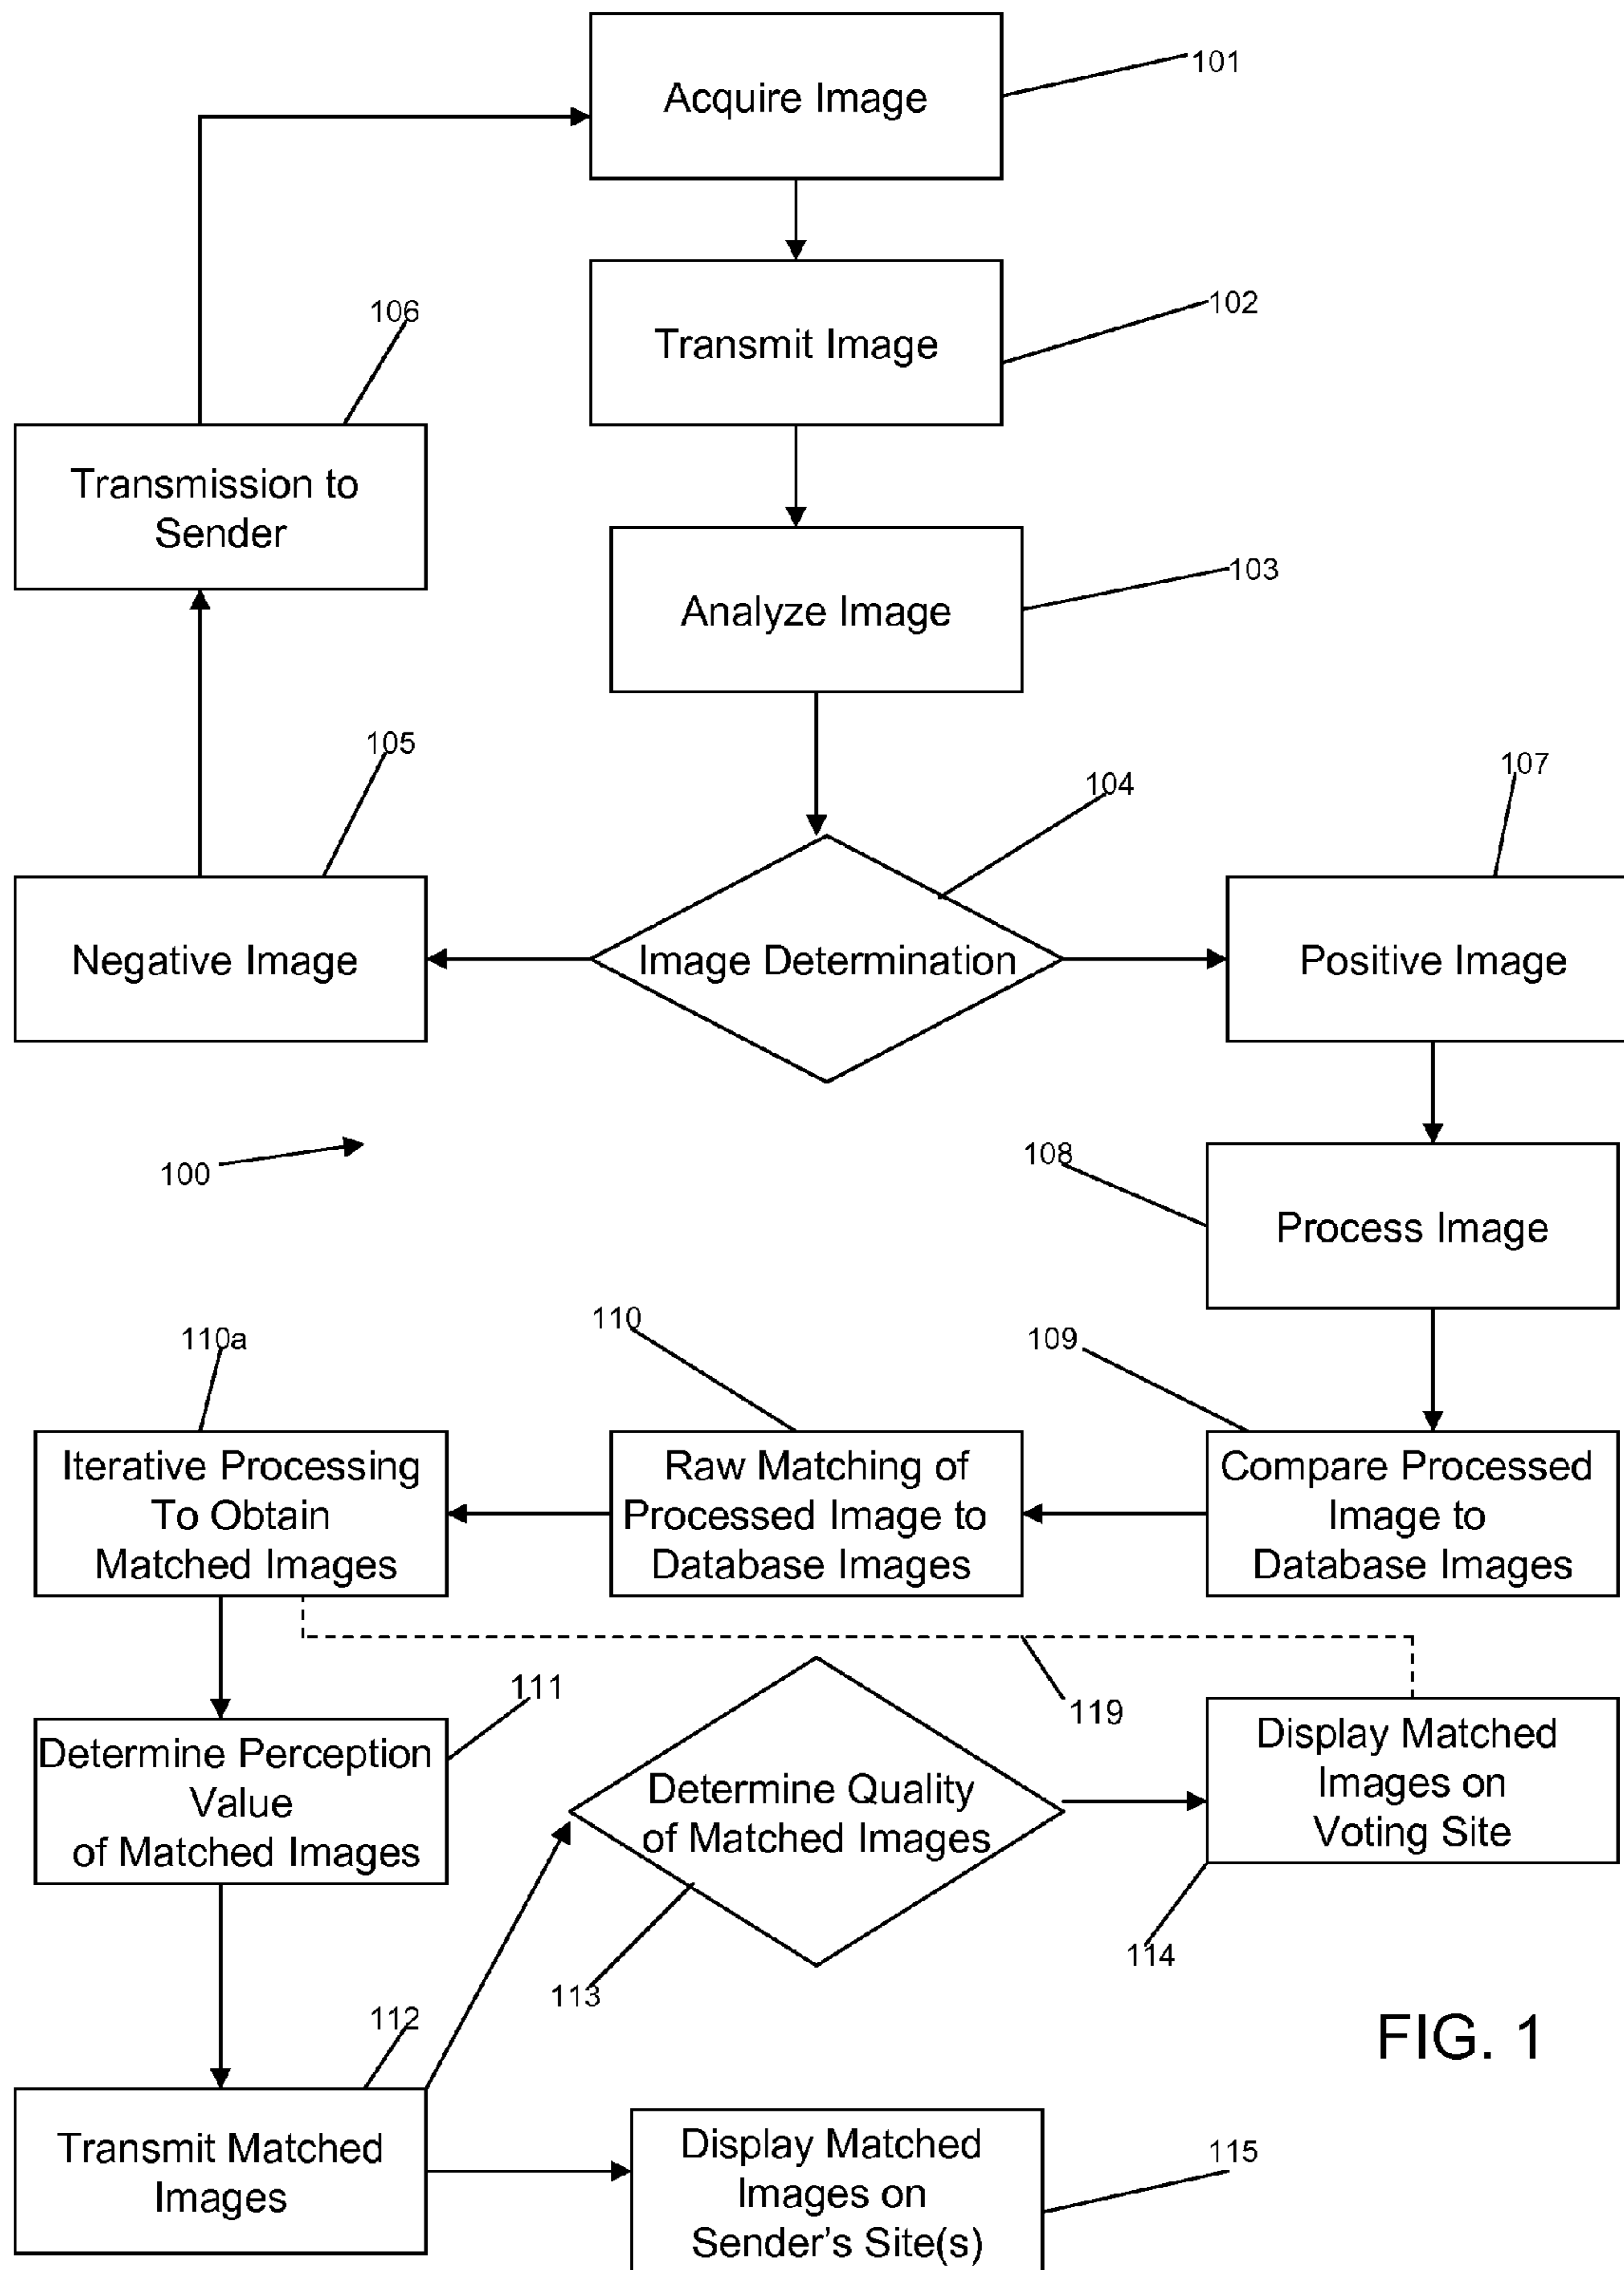 Acquire Image
101
Transmit Image
102
106
Transmission to
Sender
Analyze Image
103
105
104
107
Negative Image
Image Determination
Positive Image
100
108
Process Image
110a
110
109
Iterative Processing
To Obtain
Matched Images
Raw Matching of
Processed Image to
Database Images
Compare Processed
Image to
Database Images
119
111
Determine Perception
Value
of Matched Images
Determine Quality
of Matched Images
Display Matched
Images on
Voting Site
113
114
112
FIG. 1
Transmit Matched
Images
Display Matched
Images on
Sender's Site(s)
115